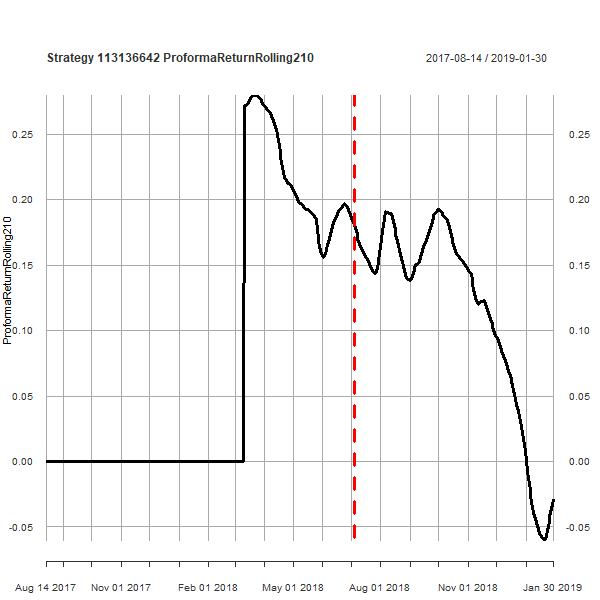 Strategy 113136642 ProformaReturnRolling210
2017-08-14 / 2019-01-30
ProformaReturnRolling210
0.25 0.25
0.20 0.20
0.15 0.15
0.10 0.10
0.05 0.05
0.00 0.00
-0.05 -0.05
Aug 14 2017 Nov 01 2017 Feb 01 2018 May 01 2018 Aug 01 2018 Nov 01 2018 Jan 30 2019